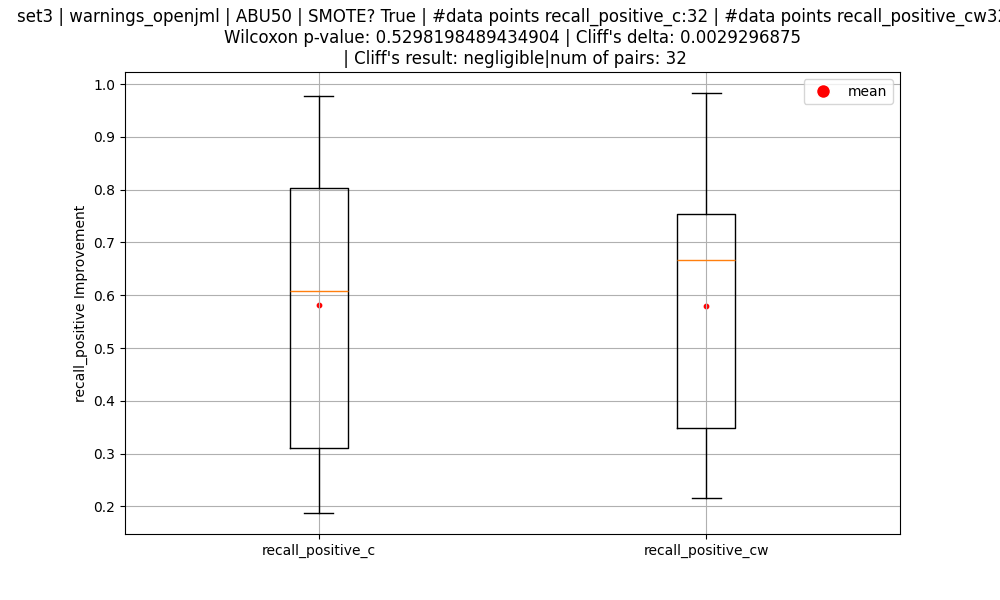 set3 | warnings_openjml | ABU50 | SMOTE? True | #data points recall_positive_c:32 | #data points recall_positive_cw32
Wilcoxon p-value: 0.5298198489434904 | Cliff's delta: 0.0029296875
| Cliff's result: negligible|num of pairs: 32
mean
1.0
0.9
0.8
0.7
0.6
0.5
0.4
0.3
0.2
recall_positive Improvement
recall_positive_c
recall_positive_cw